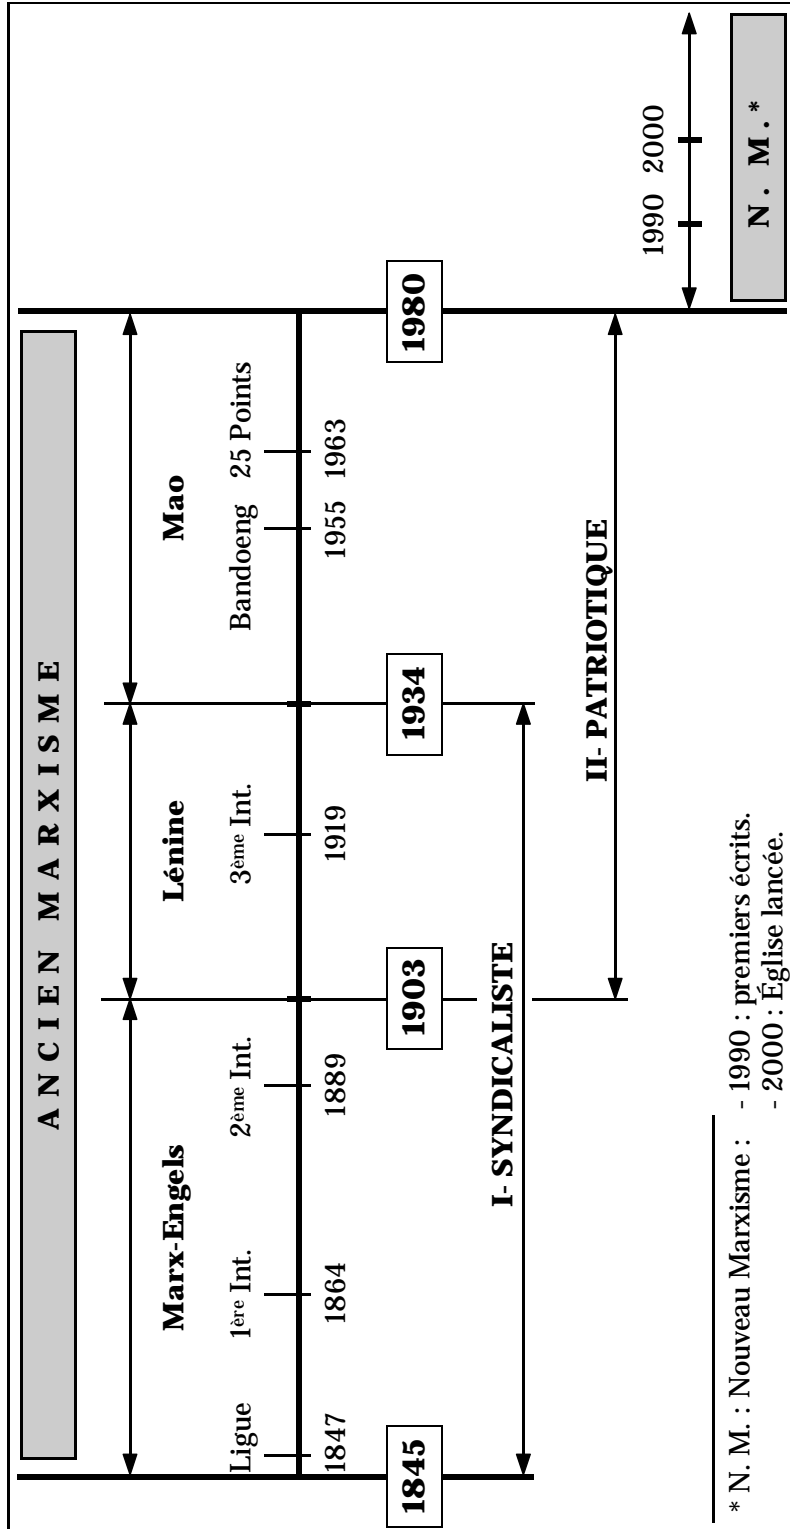 ANCIEN MARXISME
Marx-Engels
Lénine
Mao
Ligue
1ère Int.
2ème Int.
3ème Int.
Bandoeng
25 Points
1847
1864
1889
1919
1955
1963
1845
1903
1934
1980
I- SYNDICALISTE
II- PATRIOTIQUE
1990
2000
N. M.*
* N. M. : Nouveau Marxisme : - 1990 : premiers écrits.
- 2000 : Église lancée.